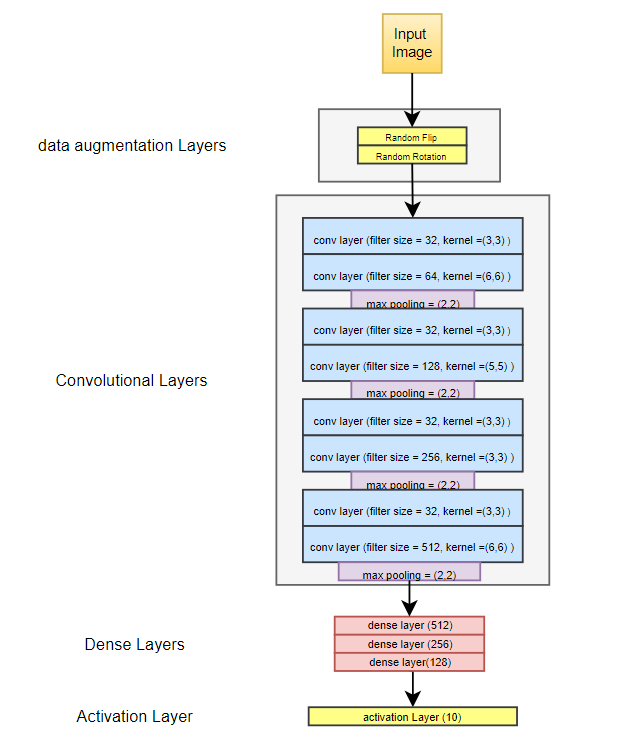 Input
Image
data augmentation Layers
Random Flip
Random Rotation
Convolutional Layers
conv layer (filter size = 32, kernel =(3,3) )
conv layer (filter size = 64, kernel =(6,6) )
max pooling = (2,2)
conv layer (filter size = 32, kernel =(3,3) )
conv layer (filter size = 128, kernel =(5,5) )
max pooling = (2,2)
conv layer (filter size = 32, kernel =(3,3) )
conv layer (filter size = 256, kernel =(3,3) )
max pooling = (2,2)
conv layer (filter size = 32, kernel =(3,3) )
conv layer (filter size = 512, kernel =(6,6) )
max pooling = (2,2)
Dense Layers
dense layer (512)
dense layer (256)
dense layer(128)
Activation Layer
activation Layer (10)